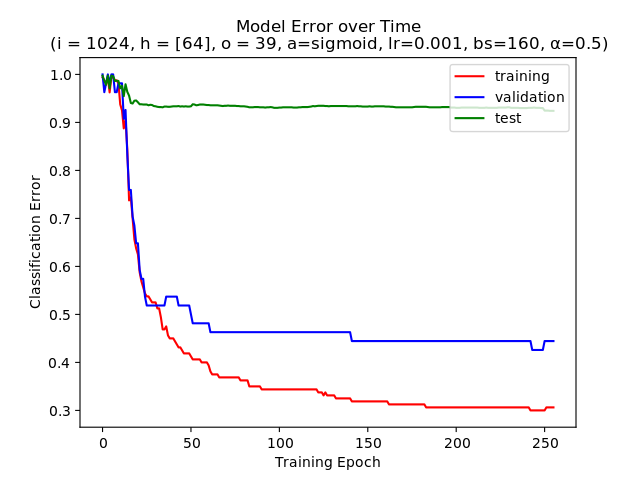 Model Error over Time
(i = 1024, h = [64], o = 39, a=sigmoid, lr=0.001, bs=160, α=0.5)
training
validation
test
Classification Error
1.0
0.9
0.8
0.7
0.6
0.5
0.4
0.3
0
50
100
150
200
250
Training Epoch